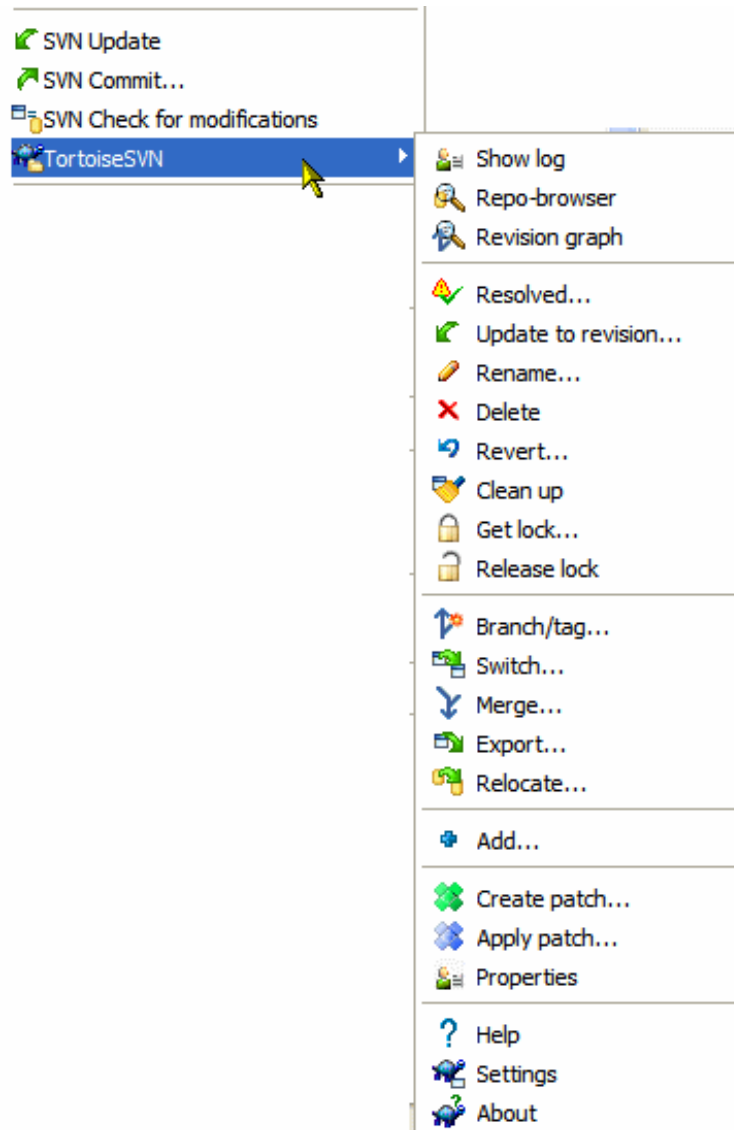 SVN Update
SVN Commit...
SVN Check for modifications
TortoiseSVN
Show log
Repo-browser
Revision graph
Resolved...
Update to revision...
Rename...
Delete
Revert...
Clean up
Get lock...
Release lock
Branch/tag...
Switch...
Merge...
Export...
Relocate...
Add...
Create patch...
Apply patch...
Properties
Help
Settings
About